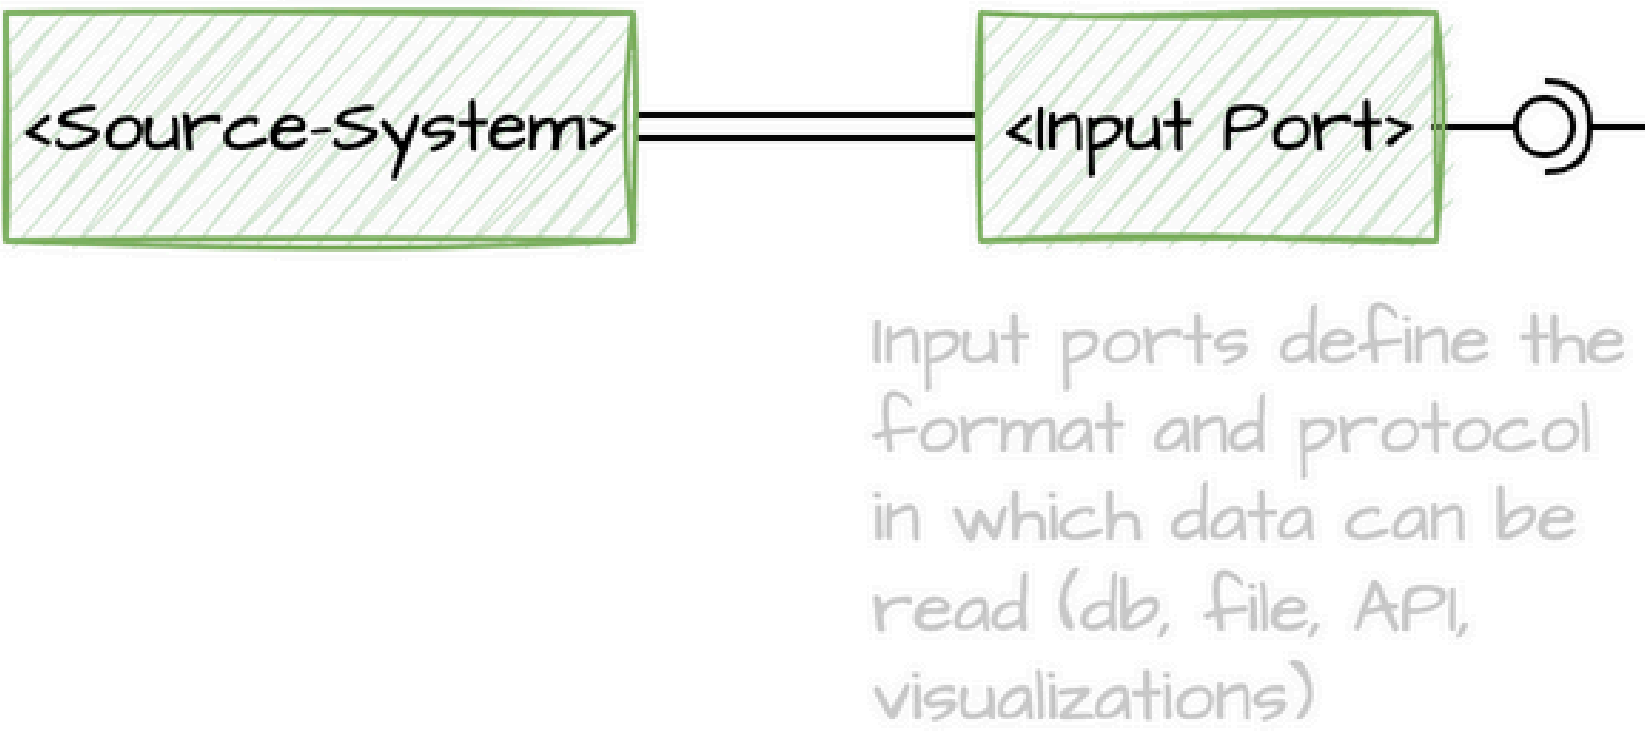 <Source-System>
<Input Port>
Input ports define the
format and protocol
in which data can be
read (db, file, API,
visualizations)